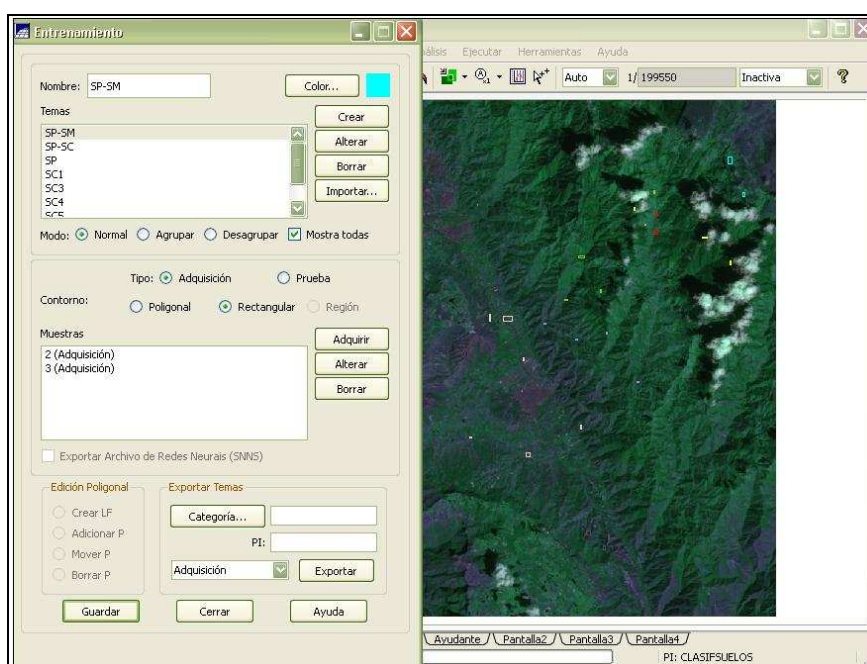 Entrenamiento
Nombre: SP-SM Color...
Temas
SP-SM
SP-SC
SP
SC1
SC3
SC4
SC5
Crear
Alterar
Borrar
Importar...
Modo: Normal Agrupar Desagrupar Mostra todas
Tipo: Adquisición Prueba
Contorno: Poligonal Rectangular Región
Muestras
2 (Adquisición)
3 (Adquisición)
Adquirir
Alterar
Borrar
Exportar Archivo de Redes Neurais (SNNS)
Edición Poligonal
Crear LF
Adicionar P
Mover P
Borrar P
Exportar Temas
Categoría...
PI:
Adquisición Exportar
Guardar Cerrar Ayuda
Ejecutar Herramientas Ayuda
Auto 1/ 199550 Inactiva
Ayudante Pantalla2 Pantalla3 Pantalla4
PI: CLASIFSUELOS